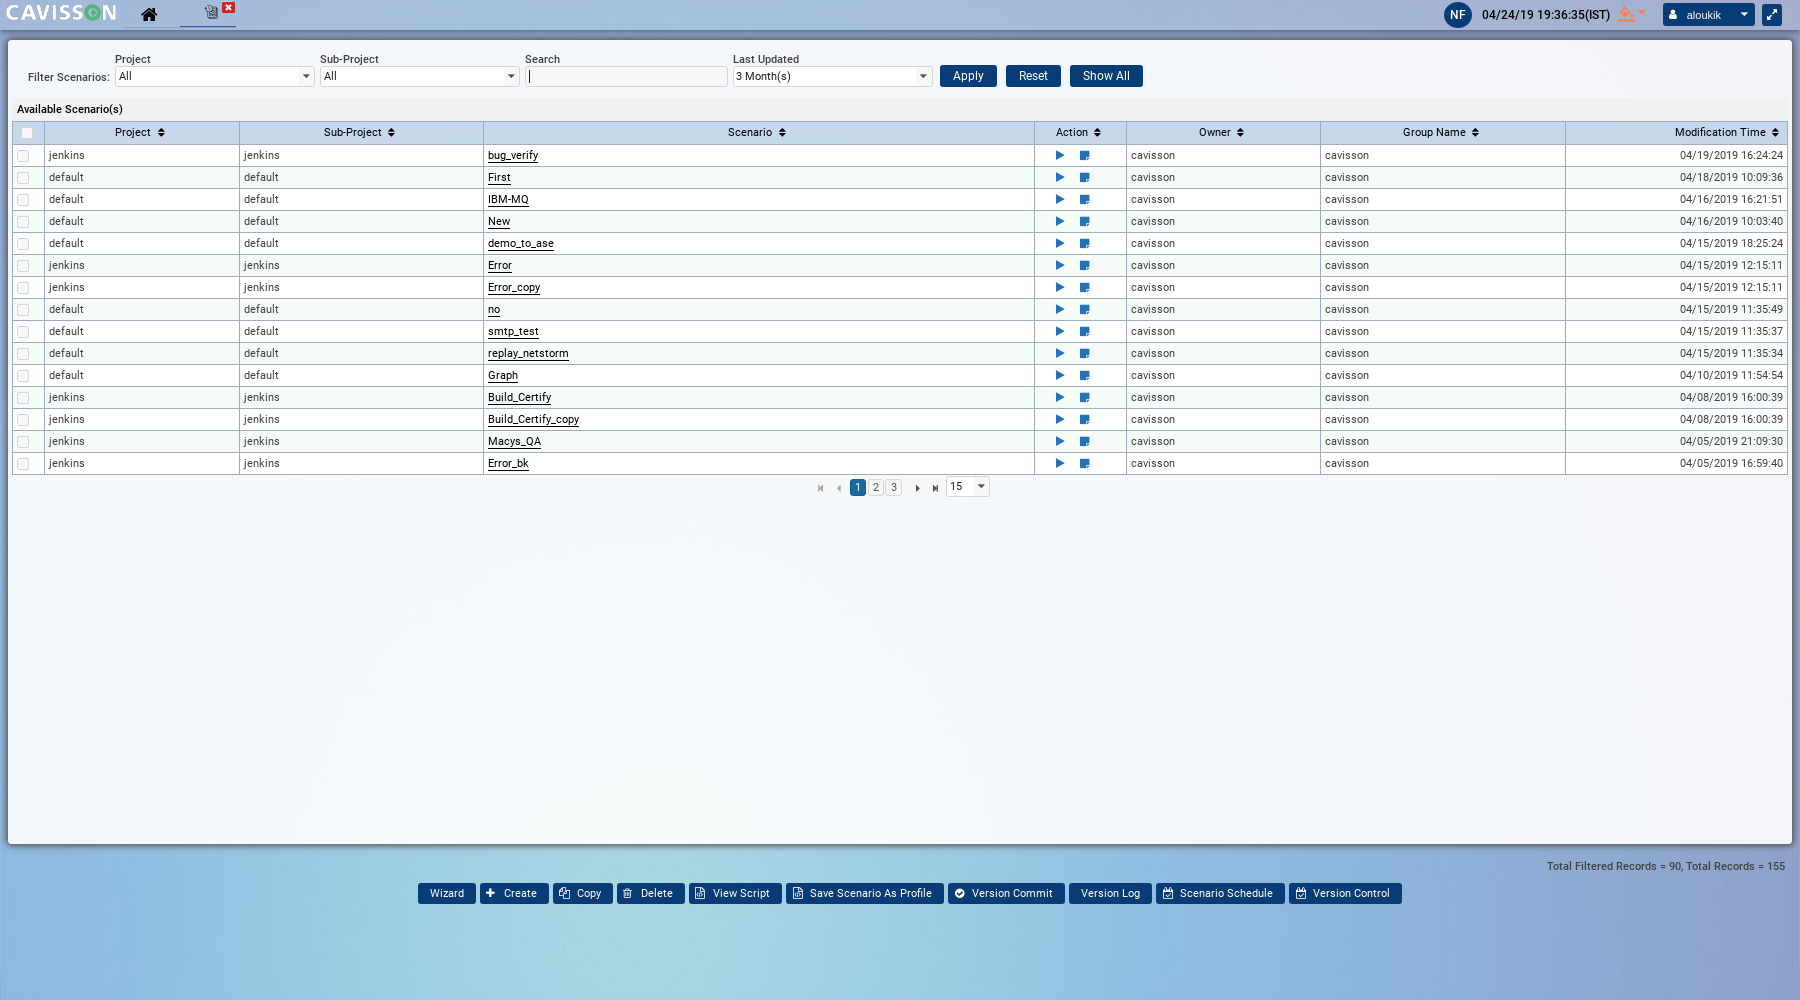 CAVISSON
NF 04/24/19 19:36:35(IST) aloukik
Project Sub-Project Search Last Updated
Filter Scenarios: All All 3 Month(s) Apply Reset Show All
Available Scenario(s)
Project Sub-Project Scenario Action Owner Group Name Modification Time
jenkins jenkins bug_verify cavisson cavisson 04/19/2019 16:24:24
default default First cavisson cavisson 04/18/2019 10:09:36
default default IBM-MQ cavisson cavisson 04/16/2019 16:21:51
default default New cavisson cavisson 04/16/2019 10:03:40
default default demo_to_ase cavisson cavisson 04/15/2019 18:25:24
jenkins jenkins Error cavisson cavisson 04/15/2019 12:15:11
jenkins jenkins Error_copy cavisson cavisson 04/15/2019 12:15:11
default default no cavisson cavisson 04/15/2019 11:35:49
default default smtp_test cavisson cavisson 04/15/2019 11:35:37
default default replay_netstorm cavisson cavisson 04/15/2019 11:35:34
default default Graph cavisson cavisson 04/10/2019 11:54:54
jenkins jenkins Build_Certify cavisson cavisson 04/08/2019 16:00:39
jenkins jenkins Build_Certify_copy cavisson cavisson 04/08/2019 16:00:39
jenkins jenkins Macys_QA cavisson cavisson 04/05/2019 21:09:30
jenkins jenkins Error_bk cavisson cavisson 04/05/2019 16:59:40
1 2 3 15
Total Filtered Records = 90, Total Records = 155
Wizard Create Copy Delete View Script Save Scenario As Profile Version Commit Version Log Scenario Schedule Version Control